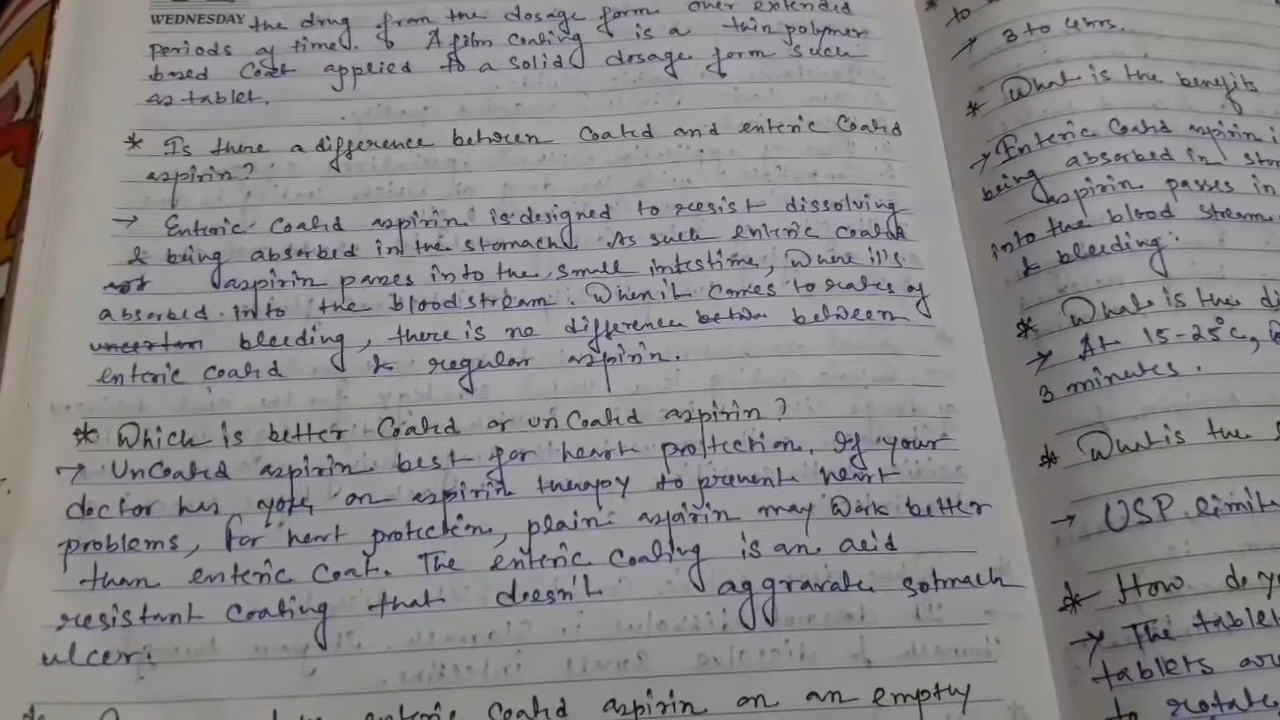 WEDNESDAY the drug from the dosage form over extended
periods of time. A film coating is a thin polymer
based coat applied to a solid dosage form such
as tablet.
* Is there a difference between coated and enteric coated
aspirin?
→ Enteric coated aspirin is designed to resist dissolving
& being absorbed in the stomach. As such enteric coated
aspirin passes into the small intestine, where it's
absorbed into the bloodstream. When it comes to rates of
uncertain bleeding, there is no difference between
enteric coated & regular aspirin.
* Which is better coated or uncoated aspirin?
→ Uncoated aspirin best for heart protection. If your
doctor has you on aspirin therapy to prevent heart
problems, for heart protection, plain aspirin may work better
than enteric coat. The enteric coating is an acid
resistant coating that doesn't aggravate sotmach
ulcer.
enteric coated aspirin on an empty
* to
→ 3 to 4 hrs.
* What is the benefits
→ Enteric coated aspirin i
being absorbed in
aspirin passes in
into the blood stream
& bleeding.
* What is the di
→ At 15-25°c,
3 minutes.
* What is the
→ USP limit
* How do yo
→ The tablet
tablets are
to rotate